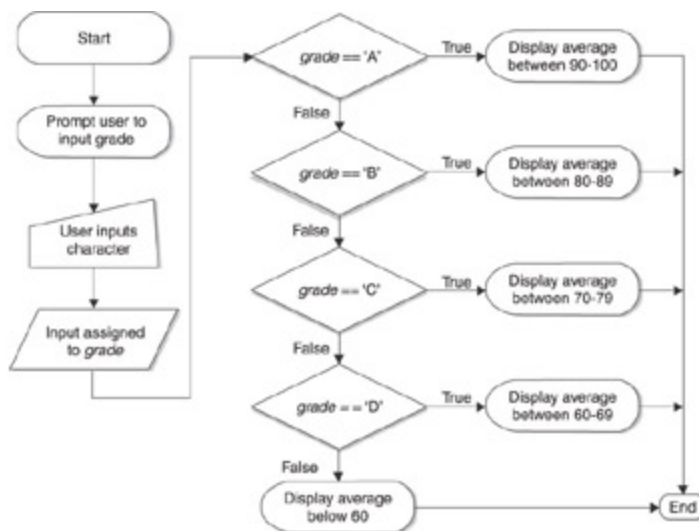 Start
Prompt user to
input grade
User inputs
character
Input assigned
to grade
grade == 'A'
True
Display average
between 90-100
False
grade == 'B'
True
Display average
between 80-89
False
grade == 'C'
True
Display average
between 70-79
False
grade == 'D'
True
Display average
between 60-69
False
Display average
below 60
End